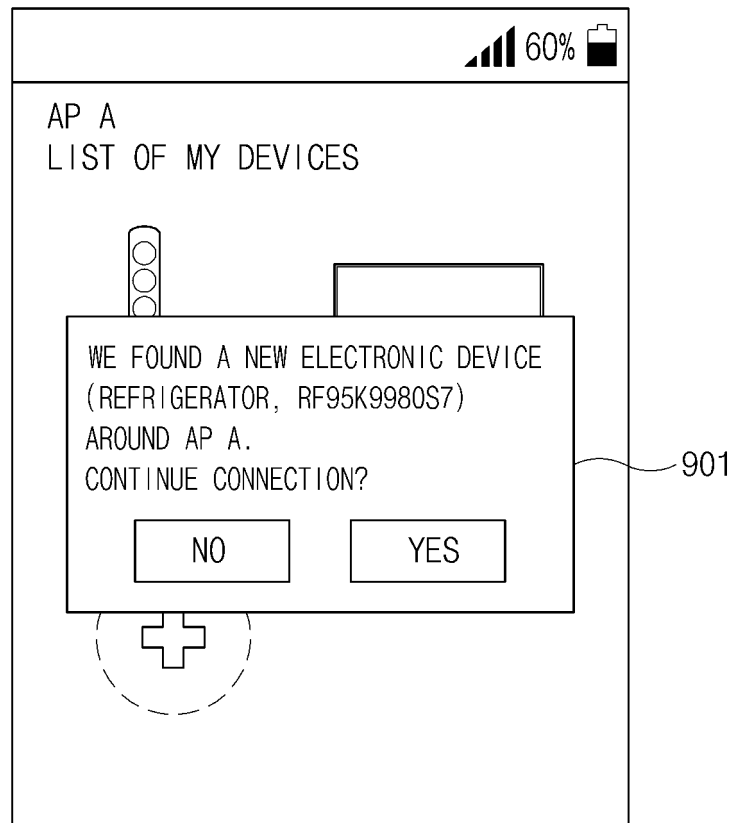 60%
AP A
LIST OF MY DEVICES
WE FOUND A NEW ELECTRONIC DEVICE
(REFRIGERATOR, RF95K9980S7)
AROUND AP A.
CONTINUE CONNECTION?
NO
YES
901